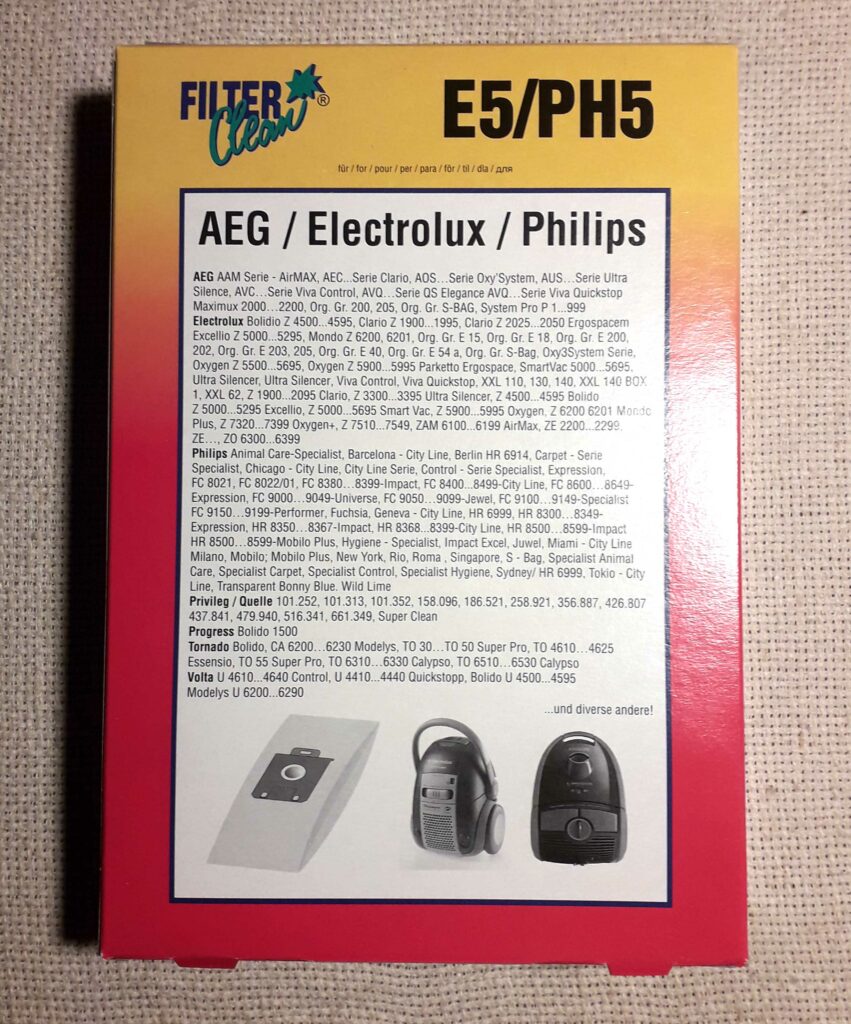 FILTER
Clean ®
E5/PH5
für / for / pour / per / para / för / til / dla / для
AEG / Electrolux / Philips
AEG AAM Serie - AirMAX, AEC...Serie Clario, AOS…Serie Oxy'System, AUS…Serie Ultra
Silence, AVC…Serie Viva Control, AVQ…Serie QS Elegance AVQ…Serie Viva Quickstop
Maximux 2000…2200, Org. Gr. 200, 205, Org. Gr. S-BAG, System Pro P 1...999
Electrolux Bolidio Z 4500...4595, Clario Z 1900...1995, Clario Z 2025...2050 Ergospacem
Excellio Z 5000...5295, Mondo Z 6200, 6201, Org. Gr. E 15, Org. Gr. E 18, Org. Gr. E 200,
202, Org. Gr. E 203, 205, Org. Gr. E 40, Org. Gr. E 54 a, Org. Gr. S-Bag, Oxy3System Serie,
Oxygen Z 5500...5695, Oxygen Z 5900...5995 Parketto Ergospace, SmartVac 5000...5695,
Ultra Silencer, Ultra Silencer, Viva Control, Viva Quickstop, XXL 110, 130, 140, XXL 140 BOX
1, XXL 62, Z 1900...2095 Clario, Z 3300...3395 Ultra Silencer, Z 4500...4595 Bolido
Z 5000...5295 Excellio, Z 5000...5695 Smart Vac, Z 5900...5995 Oxygen, Z 6200 6201 Mondo
Plus, Z 7320...7399 Oxygen+, Z 7510...7549, ZAM 6100...6199 AirMax, ZE 2200...2299.
ZE…, ZO 6300...6399
Philips Animal Care-Specialist, Barcelona - City Line, Berlin HR 6914, Carpet - Serie
Specialist, Chicago - City Line, City Line Serie, Control - Serie Specialist, Expression,
FC 8021, FC 8022/01, FC 8380…8399-Impact, FC 8400...8499-City Line, FC 8600…8649-
Expression, FC 9000…9049-Universe, FC 9050...9099-Jewel, FC 9100...9149-Specialist
FC 9150…9199-Performer, Fuchsia, Geneva - City Line, HR 6999, HR 8300…8349-
Expression, HR 8350…8367-Impact, HR 8368...8399-City Line, HR 8500…8599-Impact
HR 8500…8599-Mobilo Plus, Hygiene - Specialist, Impact Excel, Juwel, Miami - City Line
Milano, Mobilo; Mobilo Plus, New York, Rio, Roma , Singapore, S - Bag, Specialist Animal
Care, Specialist Carpet, Specialist Control, Specialist Hygiene, Sydney/ HR 6999, Tokio - City
Line, Transparent Bonny Blue. Wild Lime
Privileg / Quelle 101.252, 101.313, 101.352, 158.096, 186.521, 258.921, 356.887, 426.807
437.841, 479.940, 516.341, 661.349, Super Clean
Progress Bolido 1500
Tornado Bolido, CA 6200…6230 Modelys, TO 30…TO 50 Super Pro, TO 4610…4625
Essensio, TO 55 Super Pro, TO 6310...6330 Calypso, TO 6510...6530 Calypso
Volta U 4610...4640 Control, U 4410...4440 Quickstopp, Bolido U 4500...4595
Modelys U 6200...6290
...und diverse andere!